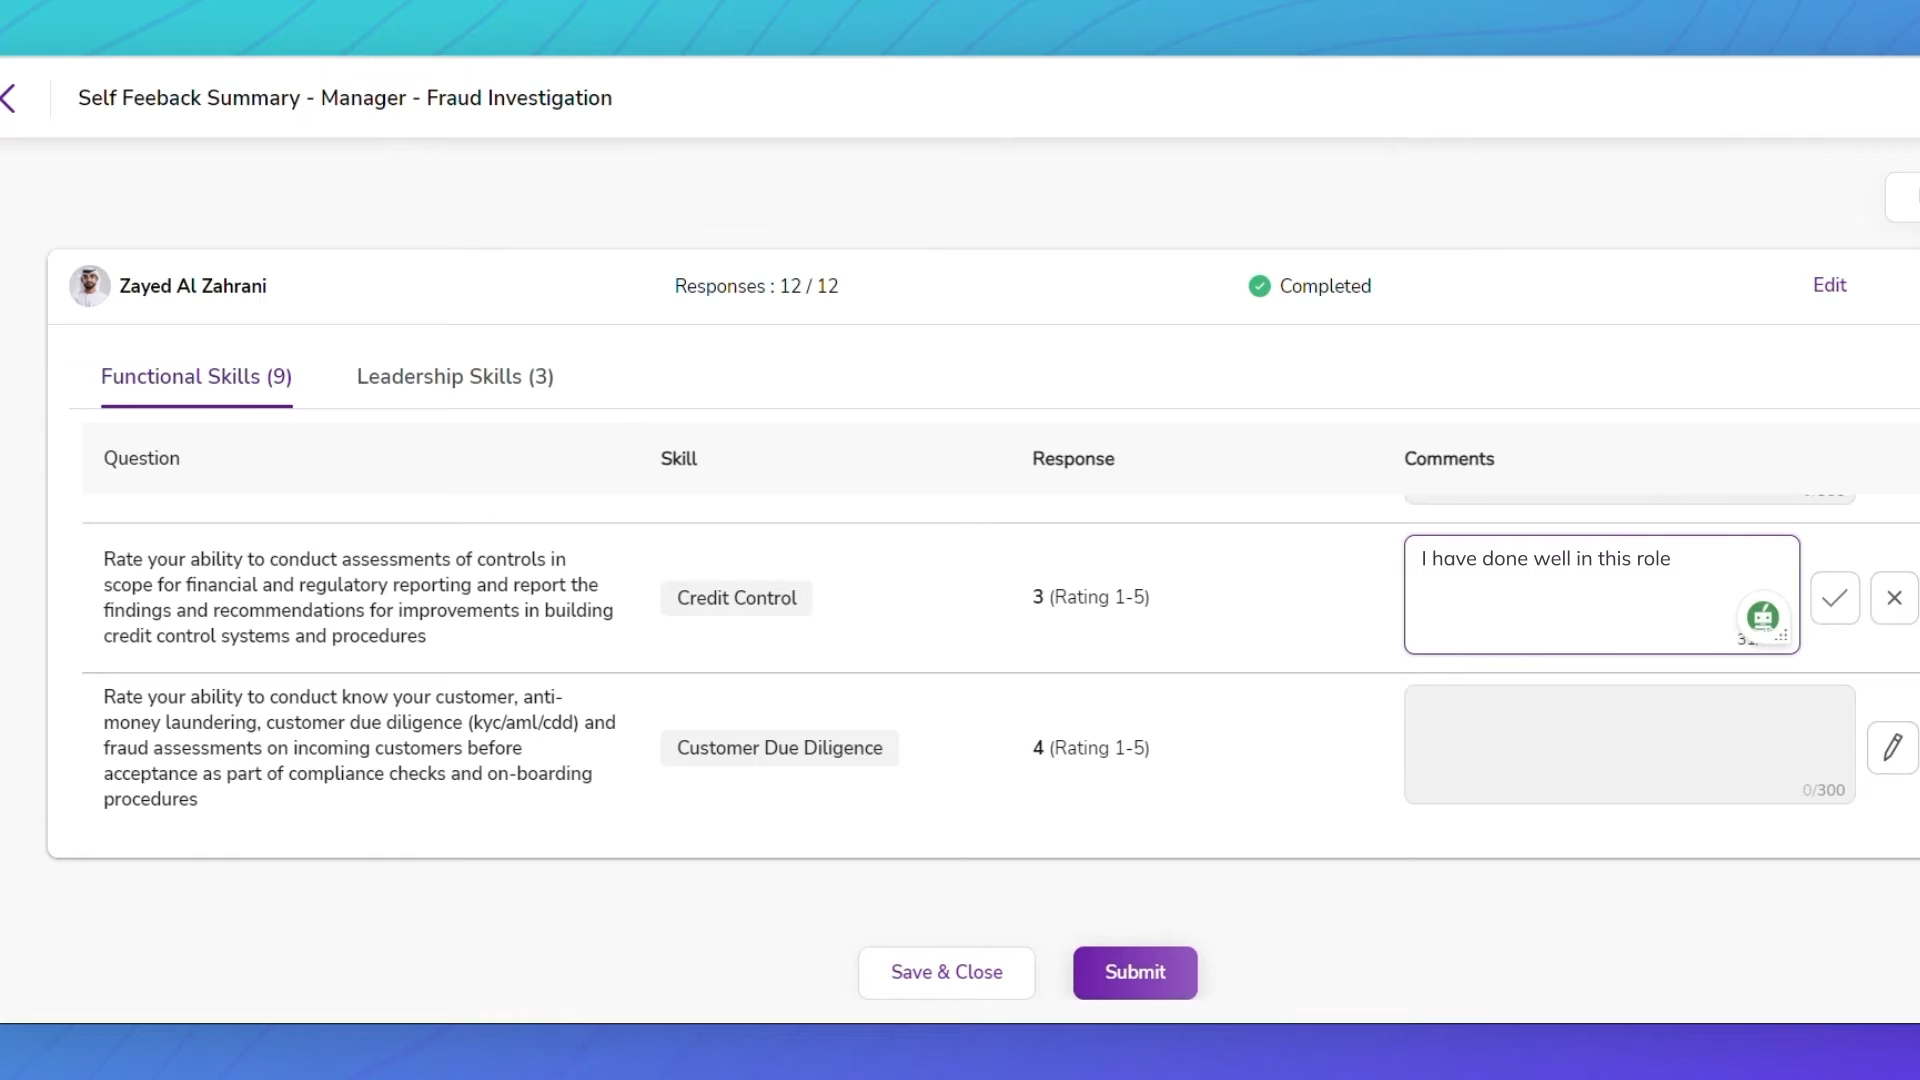 Self Feeback Summary - Manager - Fraud Investigation
Zayed Al Zahrani
Responses : 12 / 12
Completed
Edit
Functional Skills (9)
Leadership Skills (3)
Question
Skill
Response
Comments
Rate your ability to conduct assessments of controls in
scope for financial and regulatory reporting and report the
findings and recommendations for improvements in building
credit control systems and procedures
Credit Control
3 (Rating 1-5)
I have done well in this role
Rate your ability to conduct know your customer, anti-
money laundering, customer due diligence (kyc/aml/cdd) and
fraud assessments on incoming customers before
acceptance as part of compliance checks and on-boarding
procedures
Customer Due Diligence
4 (Rating 1-5)
0/300
Save & Close
Submit